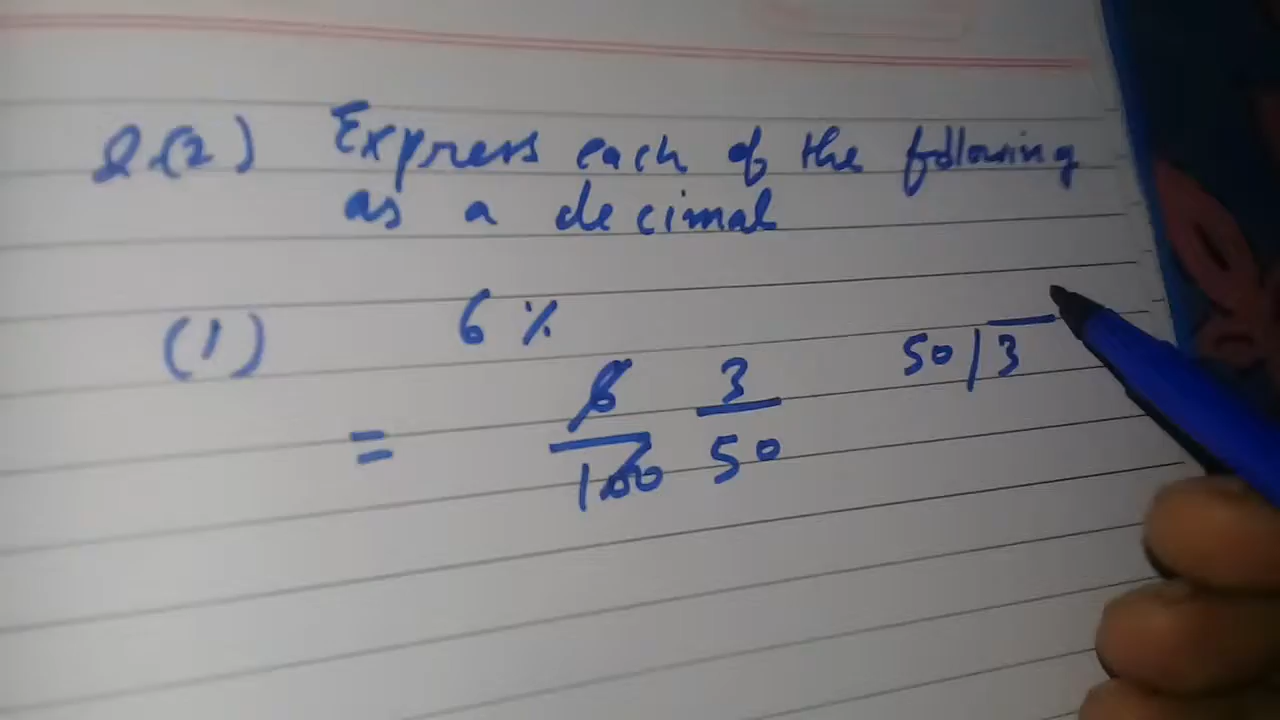 Q(2) Express each of the following
as a decimal
(1) 6 %
= 6/100 3/50 50/3